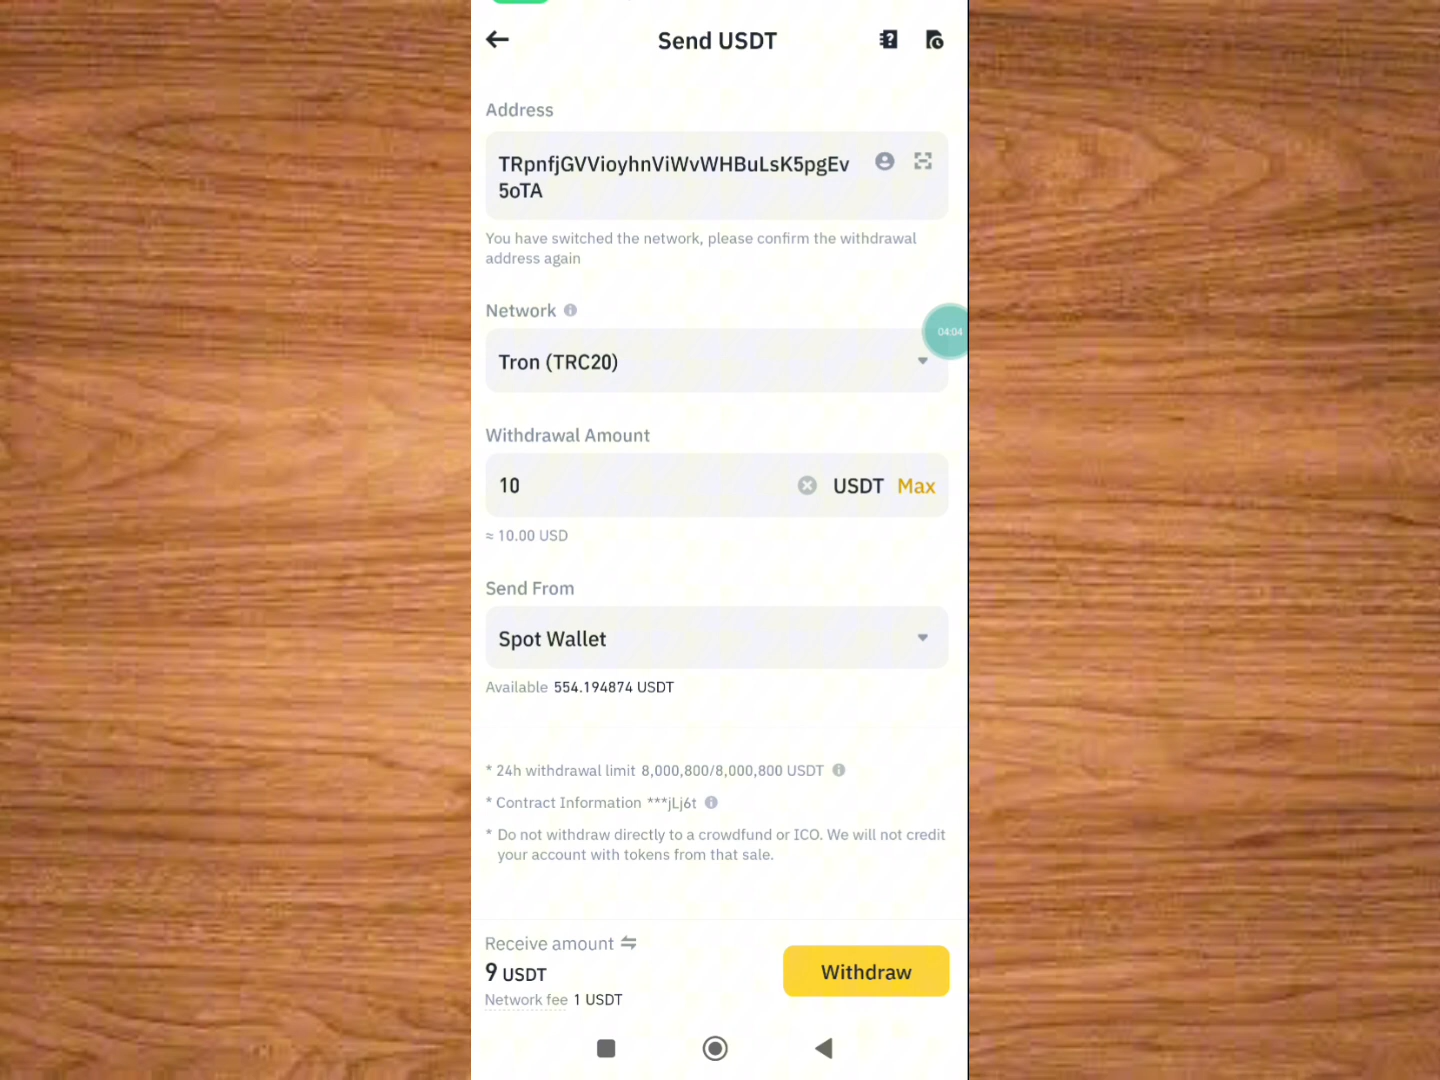 Send USDT
Address
TRpnfjGVVioyhnViWvWHBuLsK5pgEv
5oTA
You have switched the network, please confirm the withdrawal
address again
Network
04:04
Tron (TRC20)
Withdrawal Amount
10 USDT Max
≈ 10.00 USD
Send From
Spot Wallet
Available 554.194874 USDT
* 24h withdrawal limit 8,000,800/8,000,800 USDT
* Contract Information ***jLj6t
* Do not withdraw directly to a crowdfund or ICO. We will not credit
your account with tokens from that sale.
Receive amount
9 USDT
Withdraw
Network fee 1 USDT